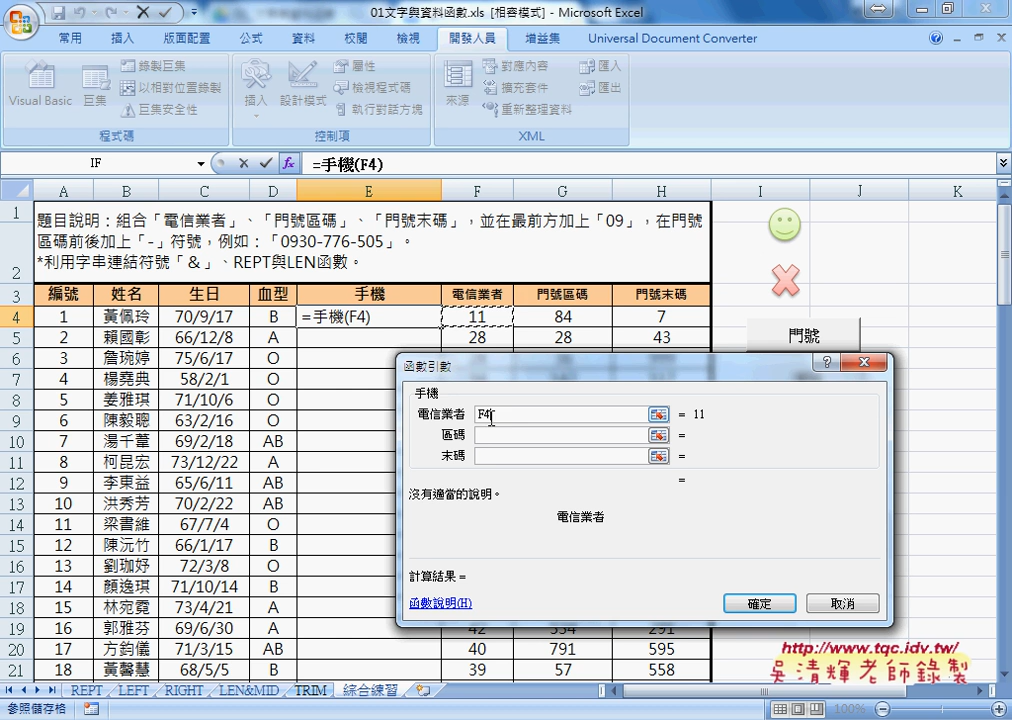 01文字與資料函數.xls [相容模式] - Microsoft Excel
常用 插入 版面配置 公式 資料 校閱 檢視 開發人員 增益集 Universal Document Converter
Visual Basic 巨集 錄製巨集 以相對位置錄製 巨集安全性 程式碼
插入 設計模式 屬性 檢視程式碼 執行對話方塊 控制項
來源 對應內容 擴充套件 重新整理資料 匯入 匯出 XML
IF =手機(F4)
A B C D E F G H I J K
1 題目說明：組合「電信業者」、「門號區碼」、「門號末碼」，並在最前方加上「09」，在門號
區碼前後加上「-」符號，例如：「0930-776-505」。
2 *利用字串連結符號「&」、REPT與LEN函數。
3 編號 姓名 生日 血型 手機 電信業者 門號區碼 門號末碼
4 1 黃佩玲 70/9/17 B =手機(F4) 11 84 7
門號
5 2 賴國彰 66/12/8 A 28 28 43
6 3 詹琬婷 75/6/17 O
7 4 楊堯典 58/2/1 O
8 5 姜雅琪 71/10/6 O
9 6 陳毅聰 63/2/16 O
10 7 湯千葦 69/2/18 AB
11 8 柯昆宏 73/12/22 A
12 9 李東益 65/6/11 AB
13 10 洪秀芳 70/2/22 AB
14 11 梁書維 67/7/4 O
15 12 陳沅竹 66/1/17 B
16 13 劉珈妤 72/3/8 O
17 14 顏逸琪 71/10/14 B
18 15 林宛霓 73/4/21 A
19 16 郭雅芬 69/6/30 A 42 554 291
20 17 方鈞儀 71/3/15 AB 40 791 595
21 18 黃馨慧 68/5/5 B 39 57 558
函數引數
手機
電信業者 F4 = 11
區碼 =
末碼 =
=
沒有適當的說明。
電信業者
計算結果 =
函數說明(H) 確定 取消
http://www.tqc.idv.tw/
吳清輝老師錄製
REPT LEFT RIGHT LEN&MID TRIM 綜合練習
參照儲存格 100%